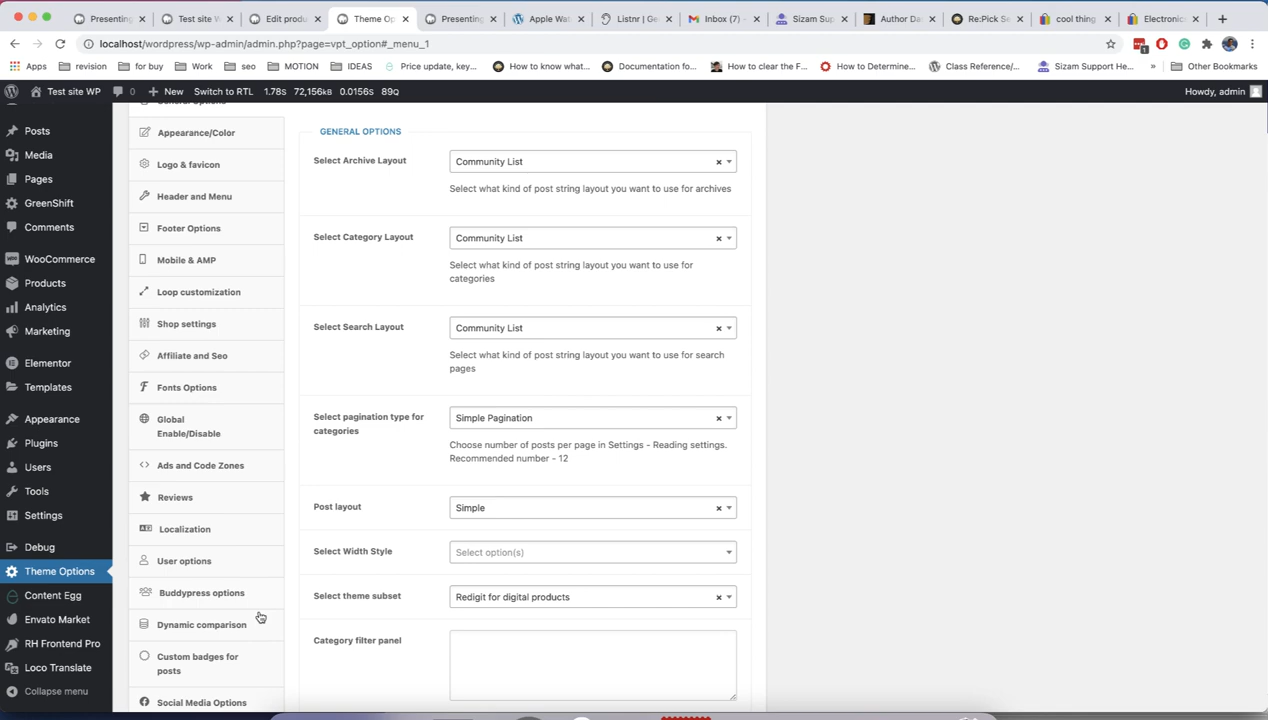 Presenting
Test site W
Edit produ
Theme Op
Presenting
Apple Wat
Listnr | Ge
Inbox (7) -
Sizam Sup
Author Da
Re:Pick Se
cool thing
Electronic
localhost/wordpress/wp-admin/admin.php?page=vpt_option#_menu_1
Apps
revision
for buy
Work
seo
MOTION
IDEAS
Price update, key...
How to know what...
Documentation fo...
How to clear the F...
How to Determine...
Class Reference/...
Sizam Support He...
»
Other Bookmarks
Test site WP
0
New
Switch to RTL
1.78s
72,156kB
0.0156s
89Q
Howdy, admin
Posts
Media
Pages
GreenShift
Comments
WooCommerce
Products
Analytics
Marketing
Elementor
Templates
Appearance
Plugins
Users
Tools
Settings
Debug
Theme Options
Content Egg
Envato Market
RH Frontend Pro
Loco Translate
Collapse menu
General Options
Appearance/Color
Logo & favicon
Header and Menu
Footer Options
Mobile & AMP
Loop customization
Shop settings
Affiliate and Seo
Fonts Options
Global
Enable/Disable
Ads and Code Zones
Reviews
Localization
User options
Buddypress options
Dynamic comparison
Custom badges for
posts
Social Media Options
GENERAL OPTIONS
Select Archive Layout
Community List
Select what kind of post string layout you want to use for archives
Select Category Layout
Community List
Select what kind of post string layout you want to use for
categories
Select Search Layout
Community List
Select what kind of post string layout you want to use for search
pages
Select pagination type for
categories
Simple Pagination
Choose number of posts per page in Settings - Reading settings.
Recommended number - 12
Post layout
Simple
Select Width Style
Select option(s)
Select theme subset
Redigit for digital products
Category filter panel